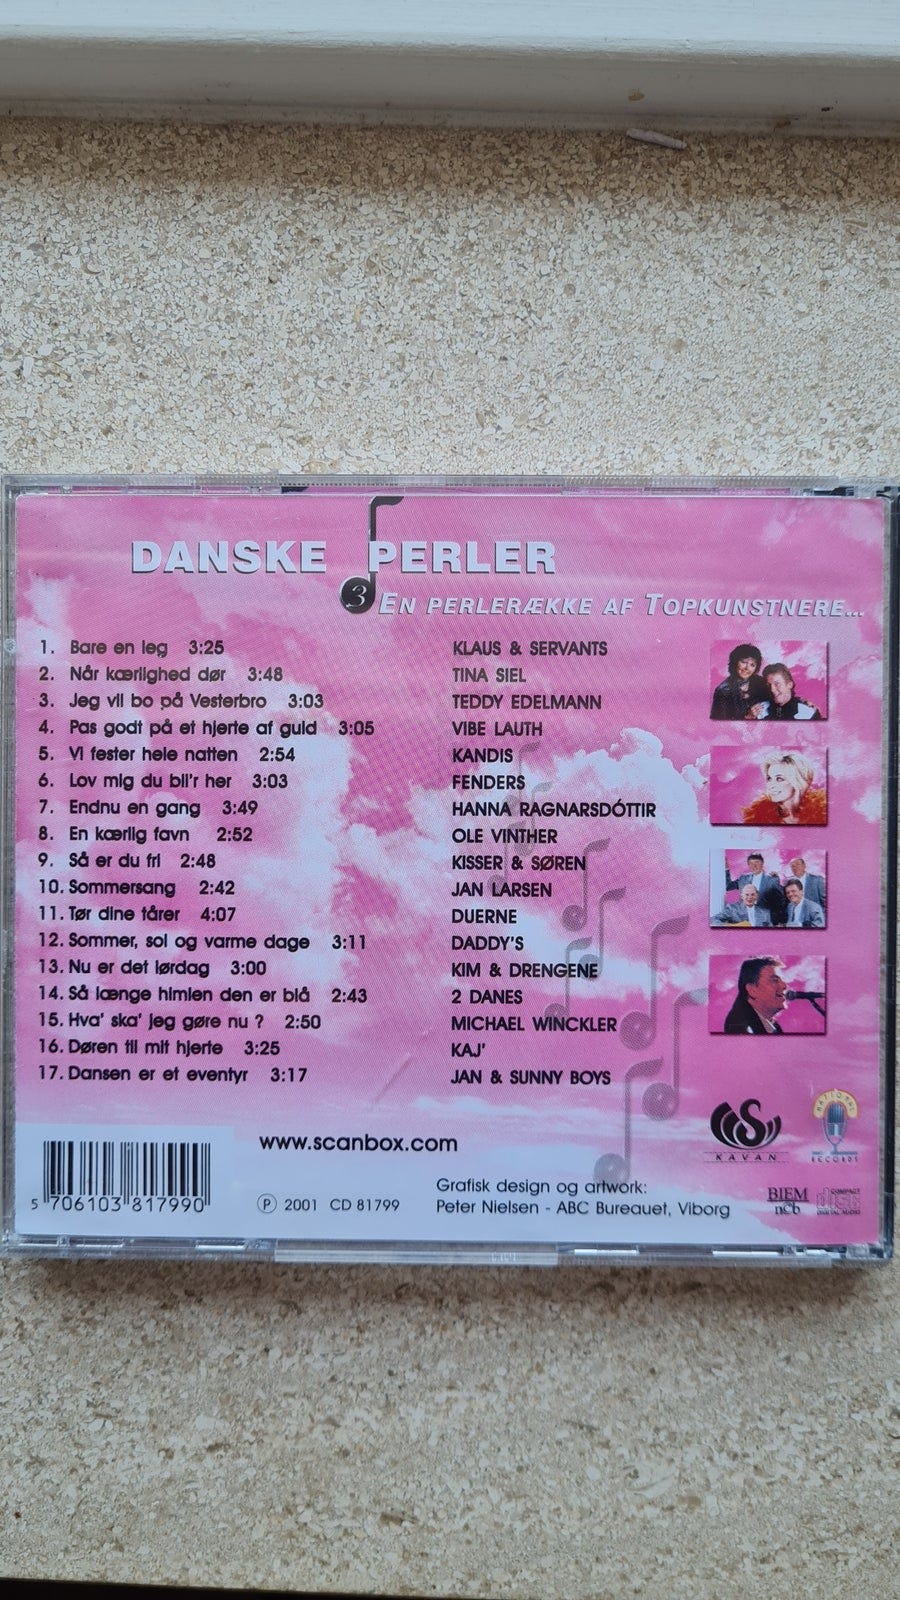 DANSKE PERLER
3
EN PERLERÆKKE AF TOPKUNSTNERE...
1. Bare en leg 3:25 KLAUS & SERVANTS
2. Når kærlighed dør 3:48 TINA SIEL
3. Jeg vil bo på Vesterbro 3:03 TEDDY EDELMANN
4. Pas godt på et hjerte af guld 3:05 VIBE LAUTH
5. Vi fester hele natten 2:54 KANDIS
6. Lov mig du bli'r her 3:03 FENDERS
7. Endnu en gang 3:49 HANNA RAGNARSDÓTTIR
8. En kærlig favn 2:52 OLE VINTHER
9. Så er du fri 2:48 KISSER & SØREN
10. Sommersang 2:42 JAN LARSEN
11. Tør dine tårer 4:07 DUERNE
12. Sommer, sol og varme dage 3:11 DADDY'S
13. Nu er det lørdag 3:00 KIM & DRENGENE
14. Så længe himlen den er blå 2:43 2 DANES
15. Hva' ska' jeg gøre nu ? 2:50 MICHAEL WINCKLER
16. Døren til mit hjerte 3:25 KAJ'
17. Dansen er et eventyr 3:17 JAN & SUNNY BOYS
S
KAVAN
NATIONAL
RECORDS
www.scanbox.com
5 706103 817990
Ⓟ 2001 CD 81799
Grafisk design og artwork:
Peter Nielsen - ABC Bureauet, Viborg
BIEM
ncb
COMPACT
disc
DIGITAL AUDIO